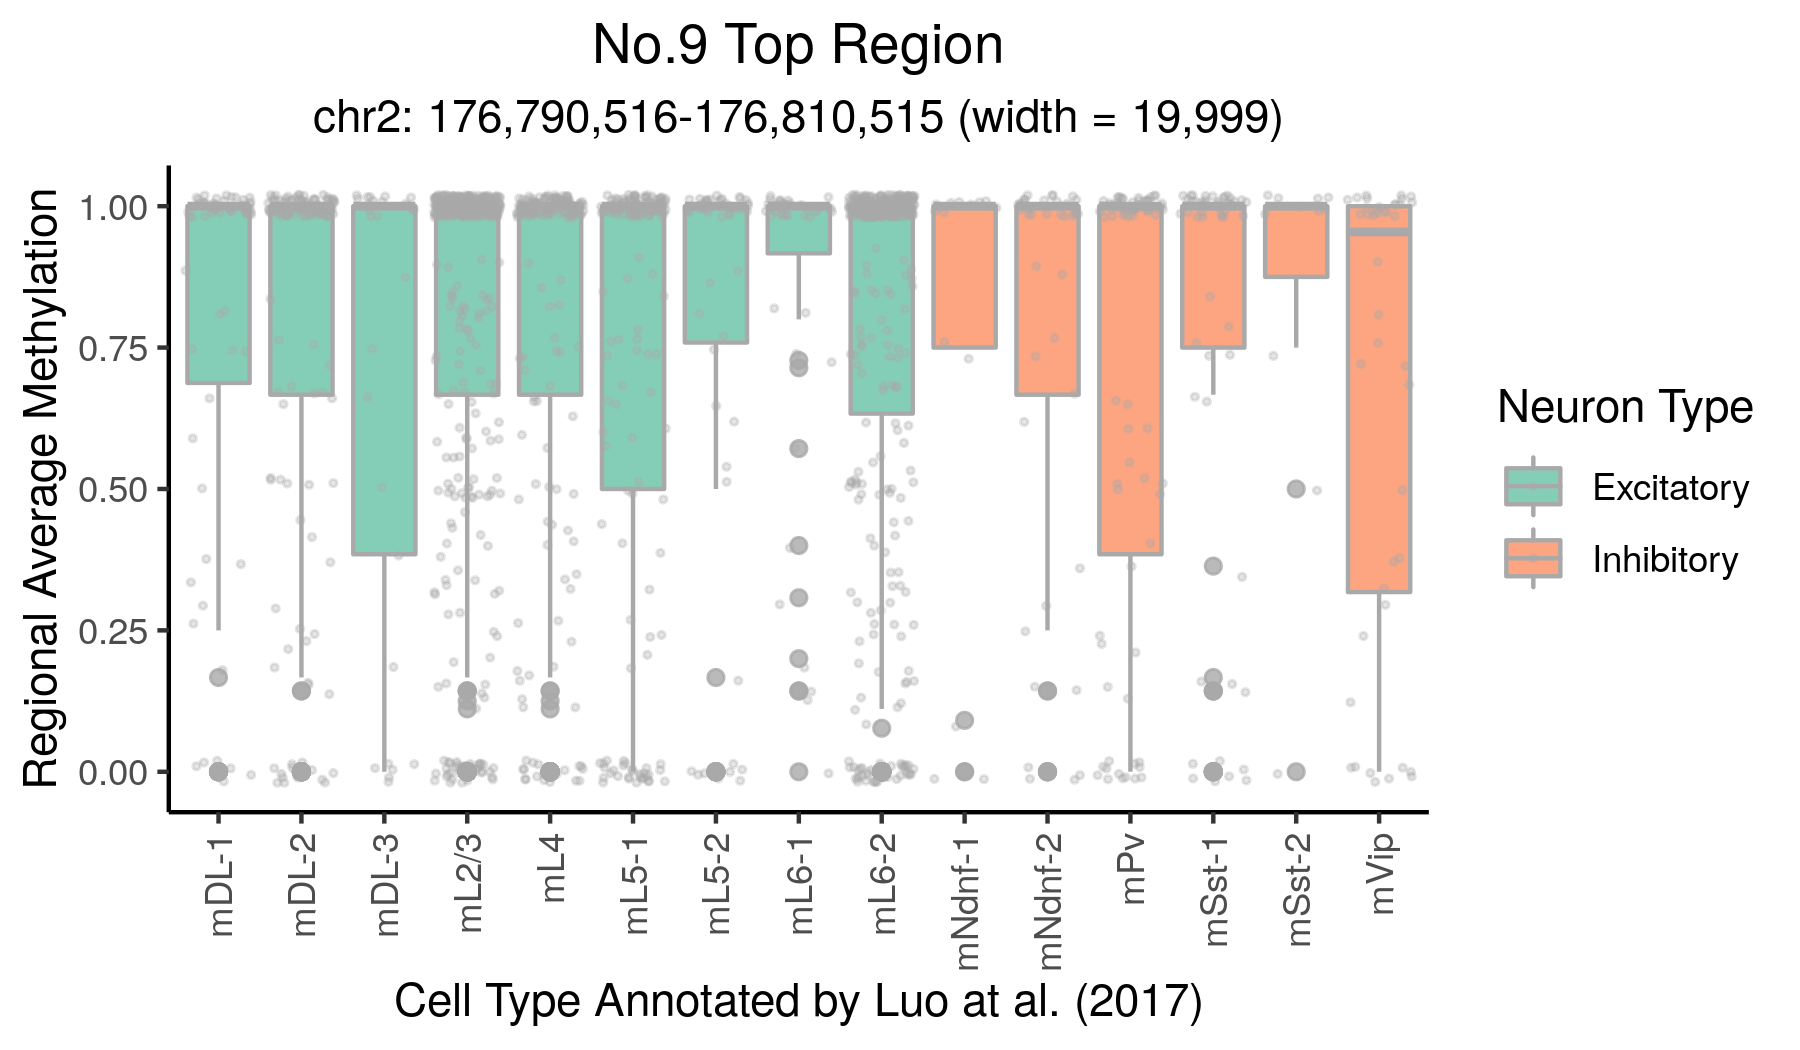 No.9 Top Region
chr2: 176,790,516-176,810,515 (width = 19,999)
Regional Average Methylation
1.00
0.75
0.50
0.25
0.00
mDL-1
mDL-2
mDL-3
mL2/3
mL4
mL5-1
mL5-2
mL6-1
mL6-2
mNdnf-1
mNdnf-2
mPv
mSst-1
mSst-2
mVip
Cell Type Annotated by Luo at al. (2017)
Neuron Type
Excitatory
Inhibitory